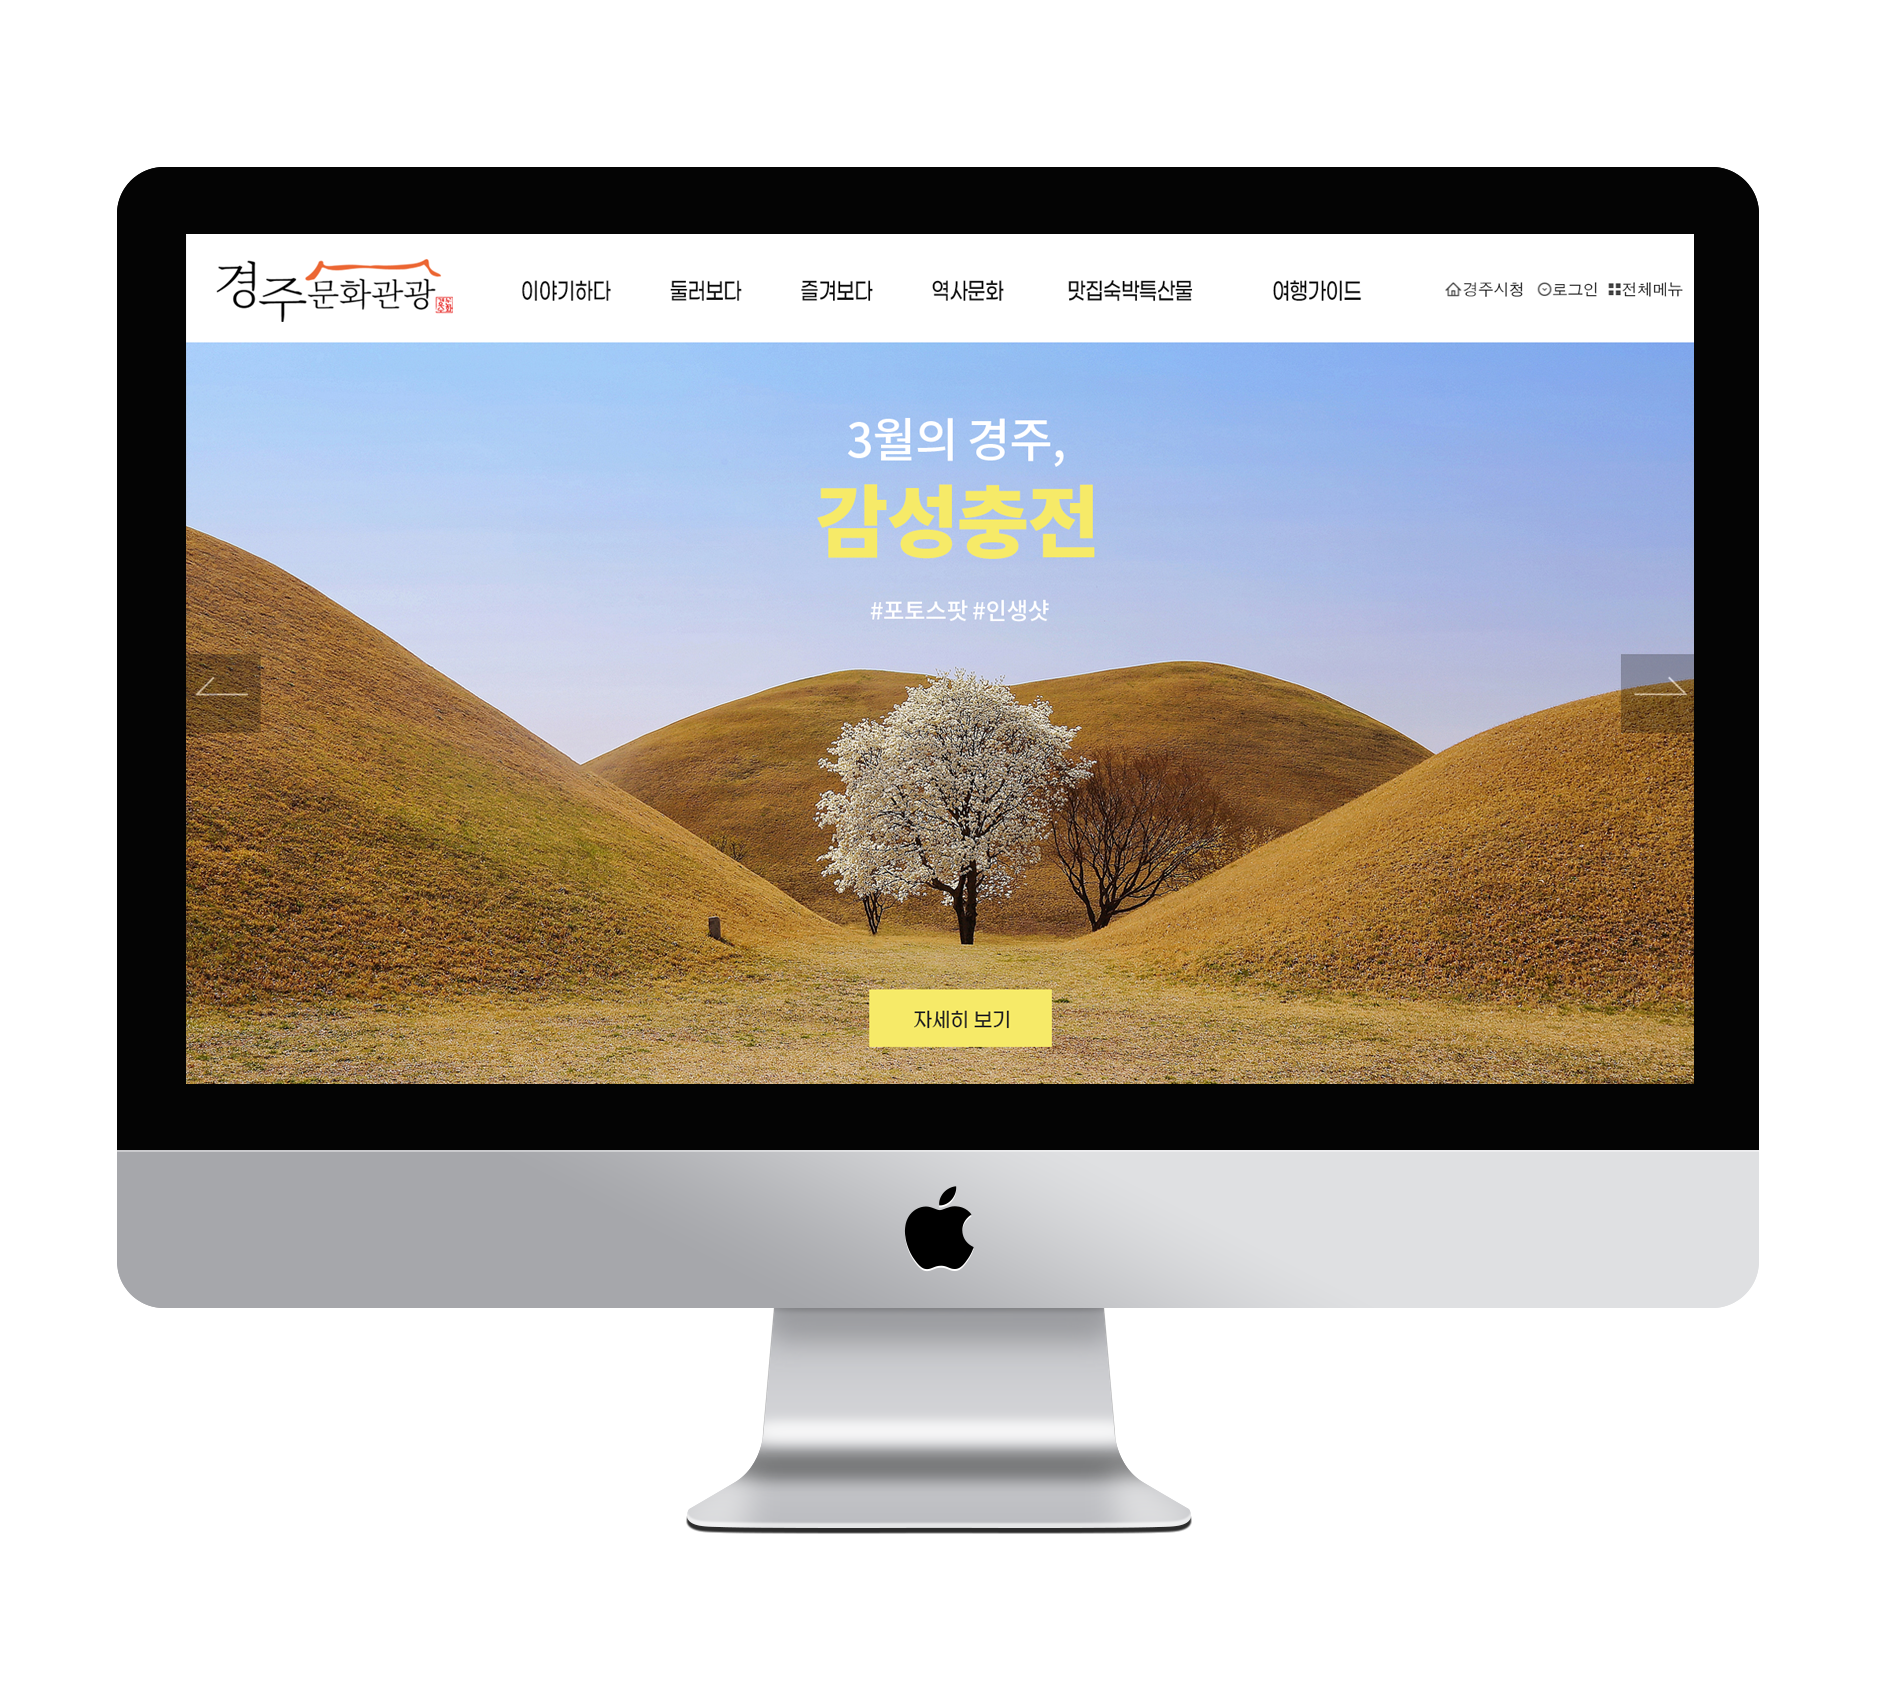 경주문화관광
이야기하다 둘러보다 즐겨보다 역사문화 맛집숙박특산물 여행가이드 경주시청 로그인 전체메뉴
3월의 경주,
감성충전
#포토스팟 #인생샷
자세히 보기